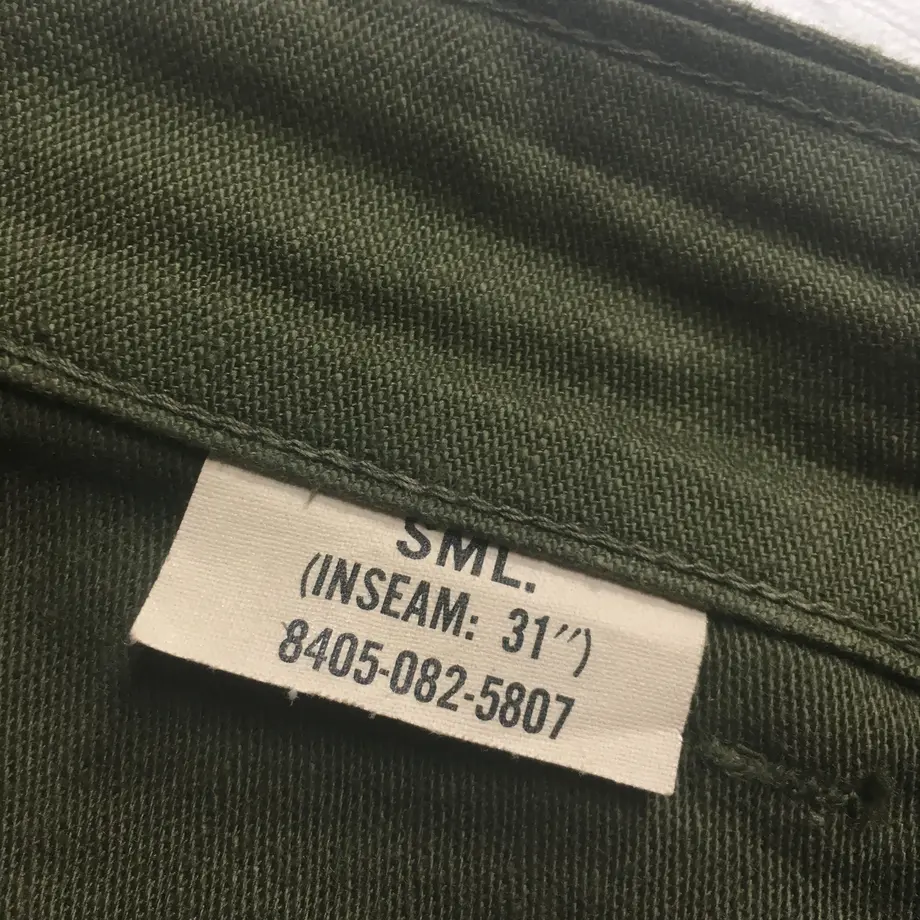 SML.
(INSEAM: 31")
8405-082-5807